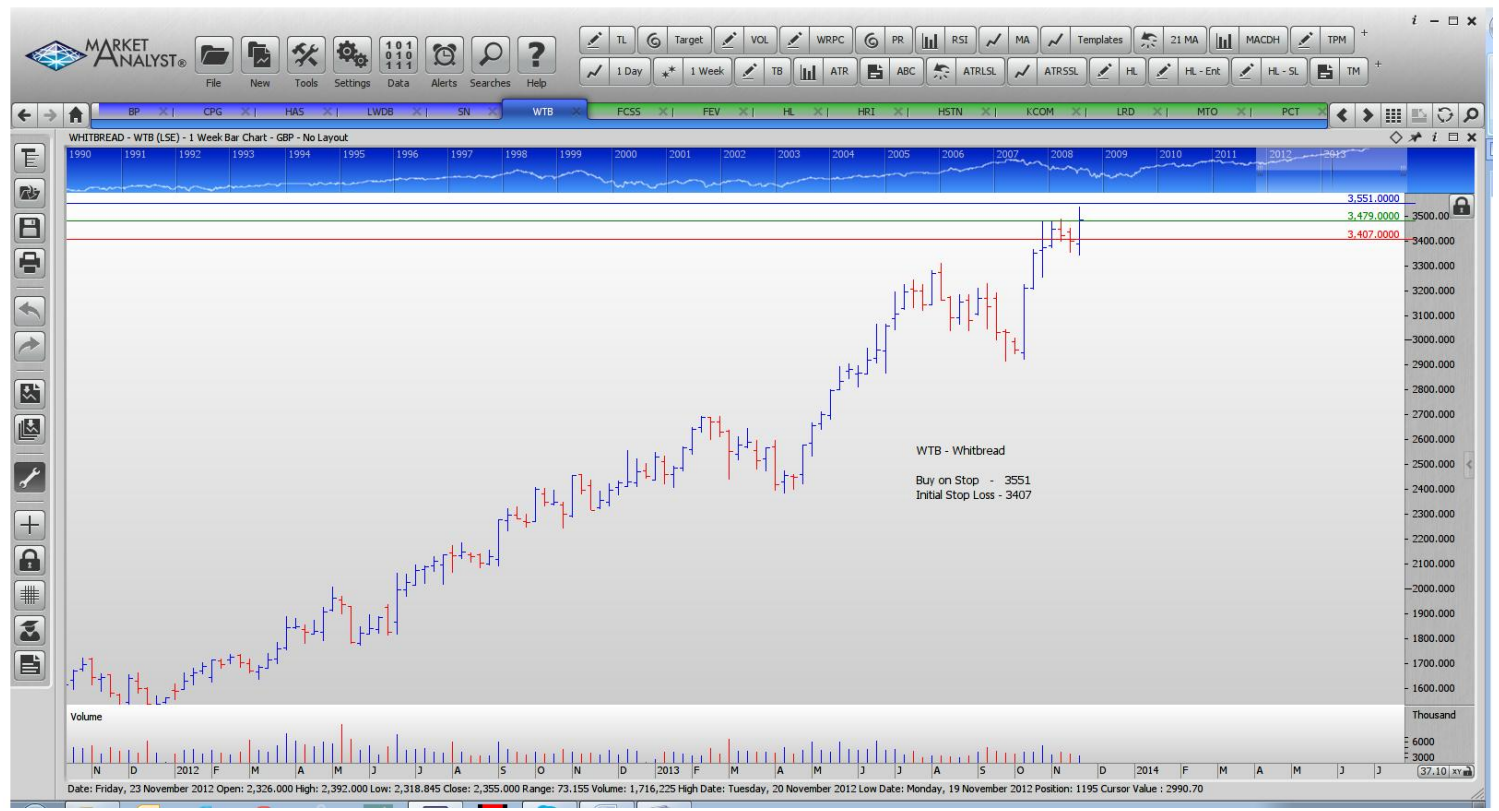 i
MARKET
ANALYST®
File New Tools Settings Data Alerts Searches Help
TL Target VOL WRPC PR RSI MA Templates 21 MA MACDH TPM +
1 Day 1 Week TB ATR ABC ATRLSL ATRSSL HL HL - Ent HL - SL TM +
BP CPG HAS LWDB SN WTB FCSS FEV HL HRI HSTN KCOM LRD MTO PCT
WHITBREAD - WTB (LSE) - 1 Week Bar Chart - GBP - No Layout
1990 1991 1992 1993 1994 1995 1996 1997 1998 1999 2000 2001 2002 2003 2004 2005 2006 2007 2008 2009 2010 2011 2012 2013
3,551.0000
3,479.0000
3,407.0000
3500.00
3400.000
3300.000
3200.000
3100.000
3000.000
2900.000
2800.000
2700.000
2600.000
2500.000
2400.000
2300.000
2200.000
2100.000
2000.000
1900.000
1800.000
1700.000
1600.000
WTB - Whitbread
Buy on Stop - 3551
Initial Stop Loss - 3407
Volume
Thousand
6000
3000
N D 2012 F M A M J J A S O N D 2013 F M A M J J A S O N D 2014 F M A M J J
37.10 XY
Date: Friday, 23 November 2012 Open: 2,326.000 High: 2,392.000 Low: 2,318.845 Close: 2,355.000 Range: 73.155 Volume: 1,716,225 High Date: Tuesday, 20 November 2012 Low Date: Monday, 19 November 2012 Position: 1195 Cursor Value : 2990.70